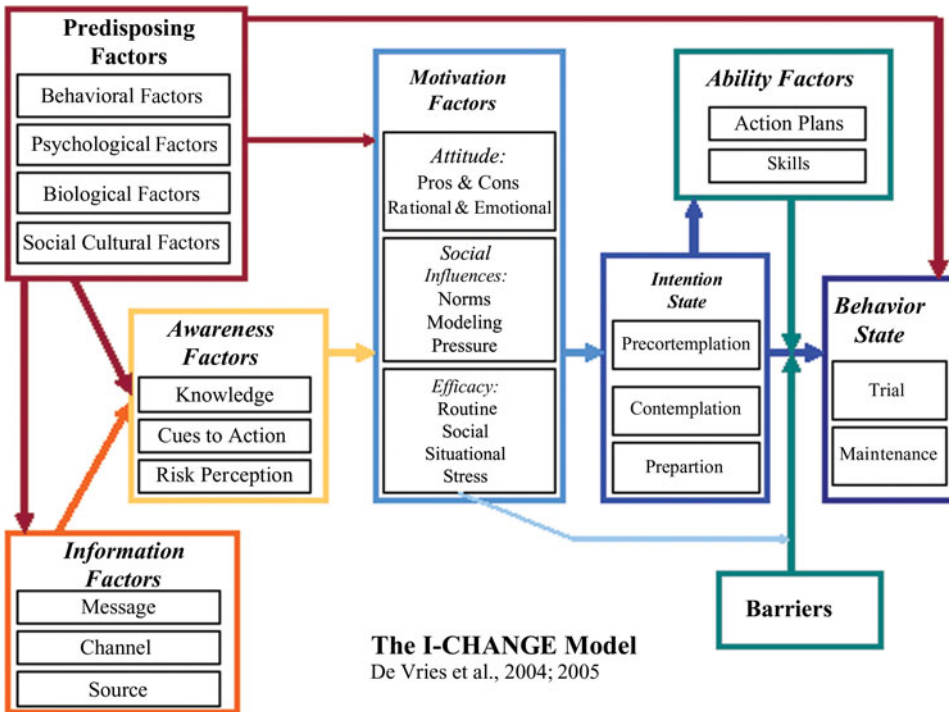 Predisposing
Factors
Behavioral Factors
Psychological Factors
Biological Factors
Social Cultural Factors
Awareness
Factors
Knowledge
Cues to Action
Risk Perception
Information
Factors
Message
Channel
Source
Motivation
Factors
Attitude:
Pros & Cons
Rational & Emotional
Social
Influences:
Norms
Modeling
Pressure
Efficacy:
Routine
Social
Situational
Stress
Intention
State
Precortemplation
Contemplation
Prepartion
Ability Factors
Action Plans
Skills
Behavior
State
Trial
Maintenance
Barriers
The I-CHANGE Model
De Vries et al., 2004; 2005